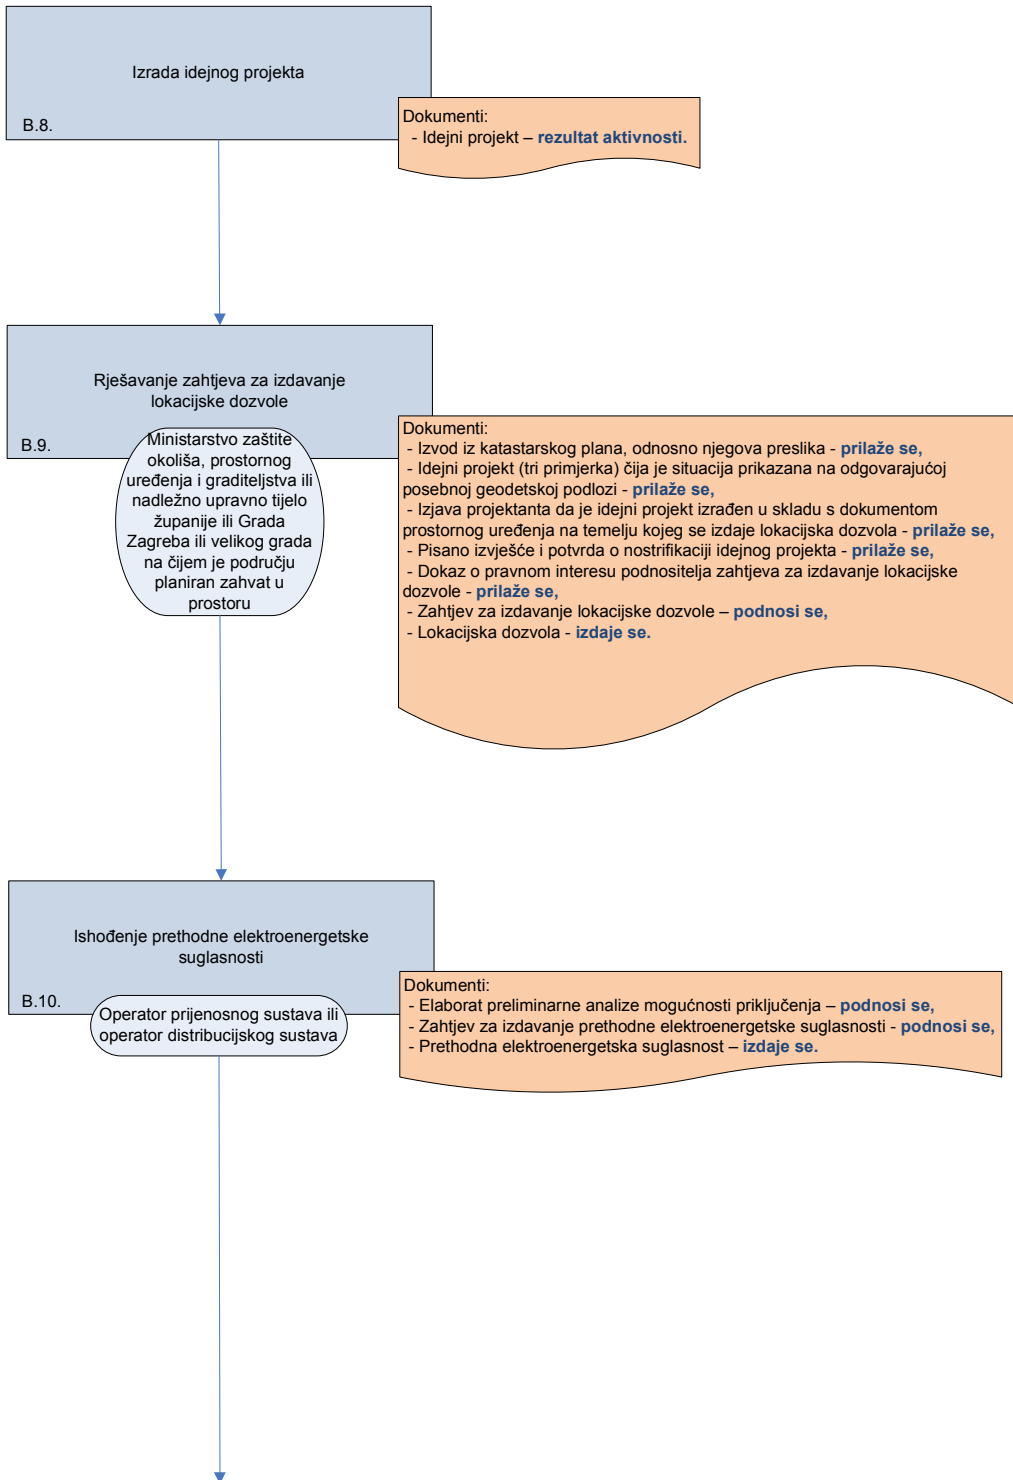 Izrada idejnog projekta
B.8.
Dokumenti:
- Idejni projekt – rezultat aktivnosti.
Rješavanje zahtjeva za izdavanje
lokacijske dozvole
B.9.
Ministarstvo zaštite
okoliša, prostornog
uređenja i graditeljstva ili
nadležno upravno tijelo
županije ili Grada
Zagreba ili velikog grada
na čijem je području
planiran zahvat u
prostoru
Dokumenti:
- Izvod iz katastarskog plana, odnosno njegova preslika - prilaže se,
- Idejni projekt (tri primjerka) čija je situacija prikazana na odgovarajućoj
posebnoj geodetskoj podlozi - prilaže se,
- Izjava projektanta da je idejni projekt izrađen u skladu s dokumentom
prostornog uređenja na temelju kojeg se izdaje lokacijska dozvola - prilaže se,
- Pisano izvješće i potvrda o nostrifikaciji idejnog projekta - prilaže se,
- Dokaz o pravnom interesu podnositelja zahtjeva za izdavanje lokacijske
dozvole - prilaže se,
- Zahtjev za izdavanje lokacijske dozvole – podnosi se,
- Lokacijska dozvola - izdaje se.
Ishođenje prethodne elektroenergetske
suglasnosti
B.10.
Operator prijenosnog sustava ili
operator distribucijskog sustava
Dokumenti:
- Elaborat preliminarne analize mogućnosti priključenja – podnosi se,
- Zahtjev za izdavanje prethodne elektroenergetske suglasnosti - podnosi se,
- Prethodna elektroenergetska suglasnost – izdaje se.